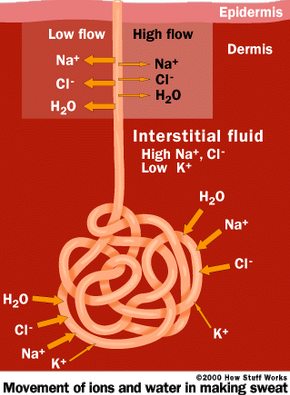 Epidermis
Low flow
High flow
Dermis
Na⁺
Cl⁻
H₂O
Na⁺
Cl⁻
H₂O
Interstitial fluid
High Na⁺, Cl⁻
Low K⁺
H₂O
Na⁺
Cl⁻
K⁺
H₂O
Cl⁻
Na⁺
K⁺
©2000 How Stuff Works
Movement of ions and water in making sweat